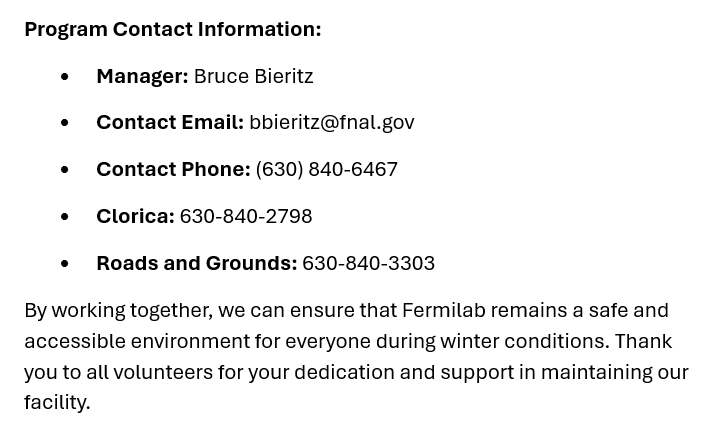 Program Contact Information:
• Manager: Bruce Bieritz
• Contact Email: bbieritz@fnal.gov
• Contact Phone: (630) 840-6467
• Clorica: 630-840-2798
• Roads and Grounds: 630-840-3303
By working together, we can ensure that Fermilab remains a safe and
accessible environment for everyone during winter conditions. Thank
you to all volunteers for your dedication and support in maintaining our
facility.